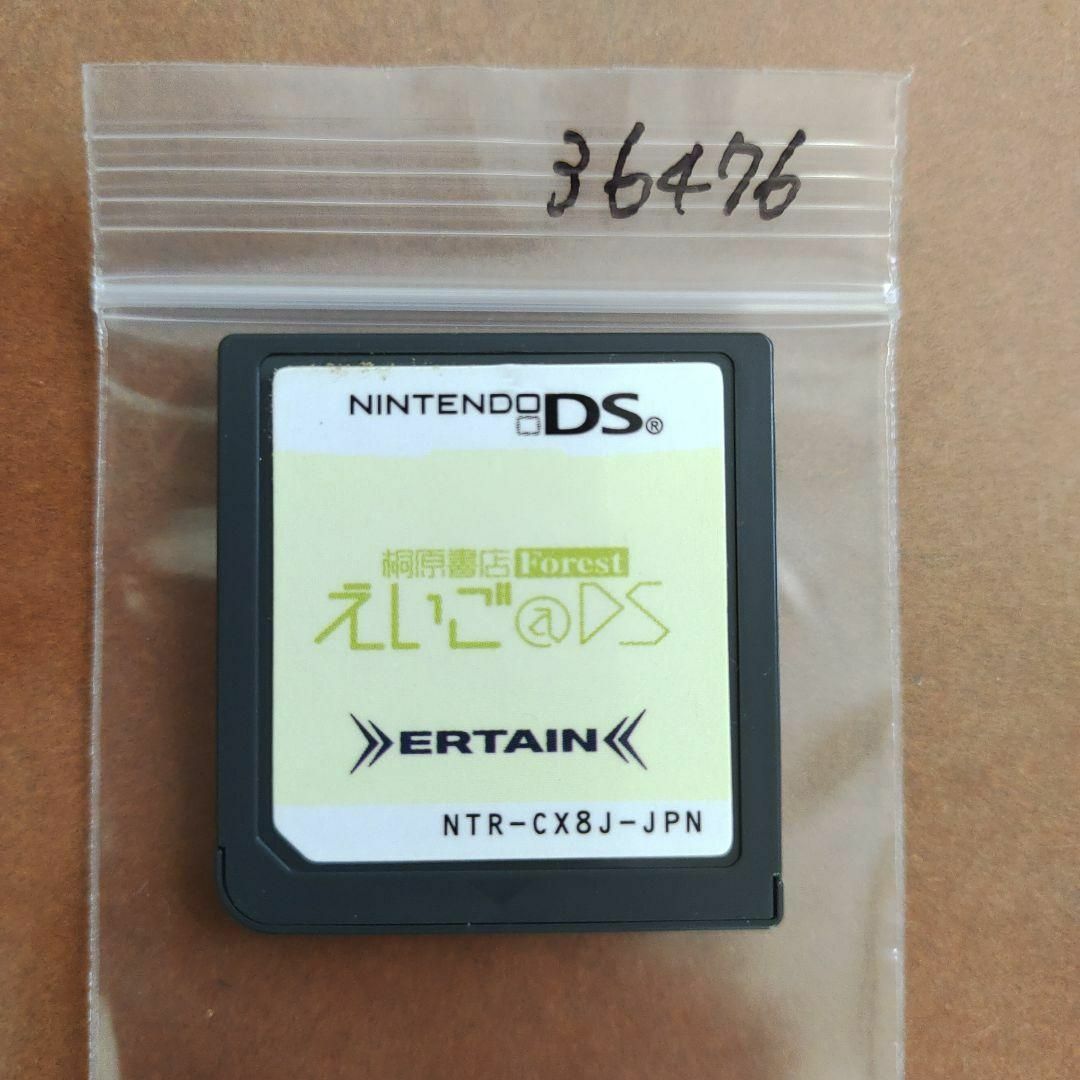 36476
NINTENDO DS®
桐原書店 Forest
えいご@DS
ERTAIN
NTR-CX8J-JPN